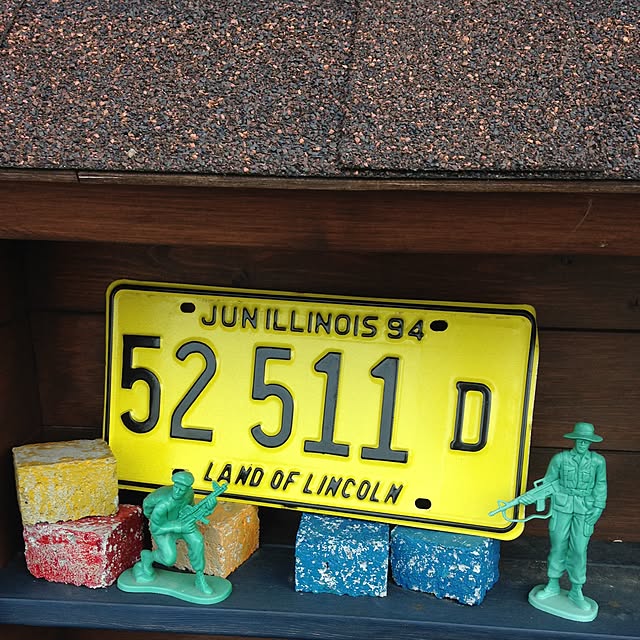 JUN ILLINOIS 94
52 511 D
LAND OF LINCOLN